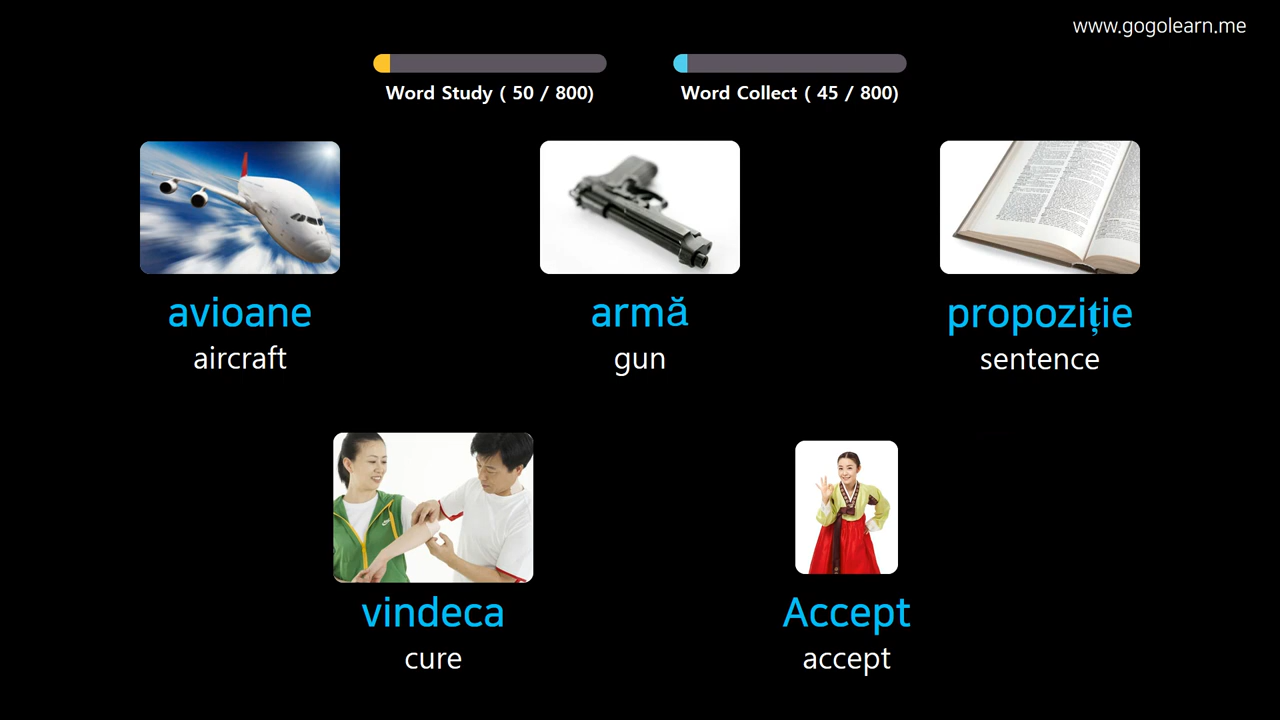 www.gogolearn.me
Word Study ( 50 / 800)
Word Collect ( 45 / 800)
avioane
armă
propoziție
aircraft
gun
sentence
vindeca
Accept
cure
accept